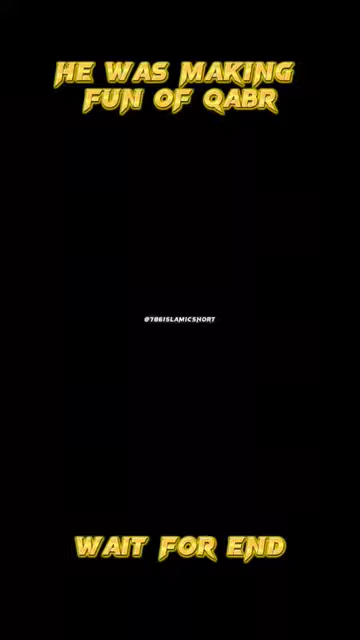 HE WAS MAKING
FUN OF QABR
@786ISLAMICSHORT
WAIT FOR END